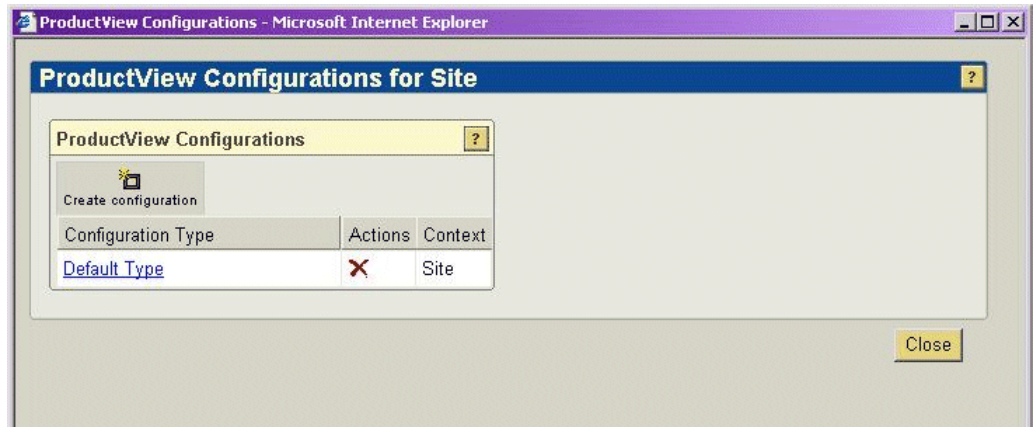 ProductView Configurations - Microsoft Internet Explorer
ProductView Configurations for Site
?
ProductView Configurations
?
Create configuration
Configuration Type Actions Context
Default Type Site
Close